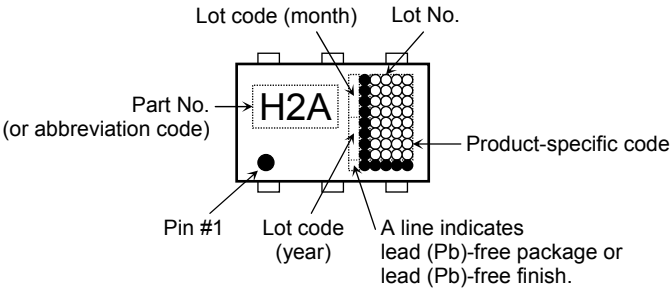 Lot code (month)
Lot No.
Part No.
(or abbreviation code)
H2A
Product-specific code
Pin #1
Lot code
(year)
A line indicates
lead (Pb)-free package or
lead (Pb)-free finish.